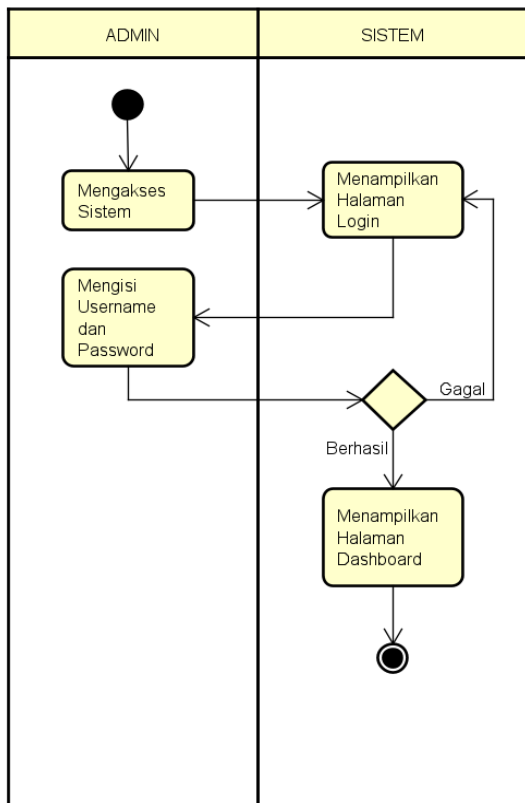 ADMIN
SISTEM
Mengakses
Sistem
Menampilkan
Halaman
Login
Mengisi
Username
dan
Password
Gagal
Berhasil
Menampilkan
Halaman
Dashboard